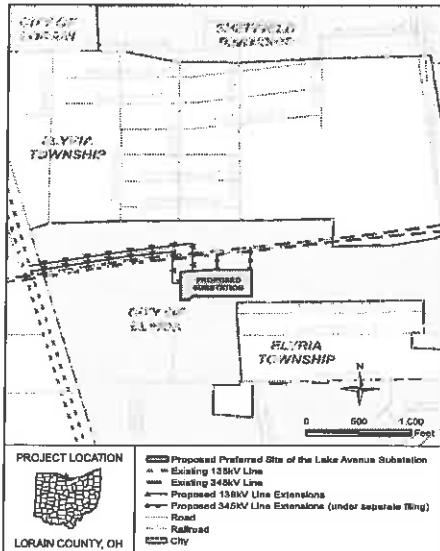 CITY OF
LORAIN
SHEFFIELD
TOWNSHIP
ELYRIA
TOWNSHIP
PROPOSED
SUBSTATION
CITY OF
ELYRIA
ELYRIA
TOWNSHIP
N
0 500 1,000
Feet
PROJECT LOCATION
LORAIN COUNTY, OH
Proposed Preferred Site of the Lake Avenue Substation
Existing 138kV Line
Existing 345kV Line
Proposed 138kV Line Extensions
Proposed 345kV Line Extensions (under separate filing)
Road
Railroad
City